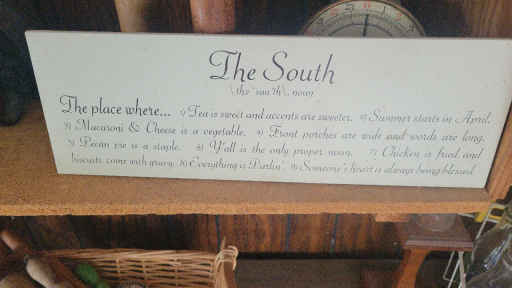 The South
\ the ˈsau̇th\, noun
The place where... 1) Tea is sweet and accents are sweeter. 2) Summer starts in April.
3) Macaroni & Cheese is a vegetable. 4) Front porches are wide and words are long.
5) Pecan pie is a staple. 6) Y'all is the only proper noun. 7) Chicken is fried and
biscuits come with gravy. 8) Everything is Darlin'. 9) Someone's heart is always being blessed.